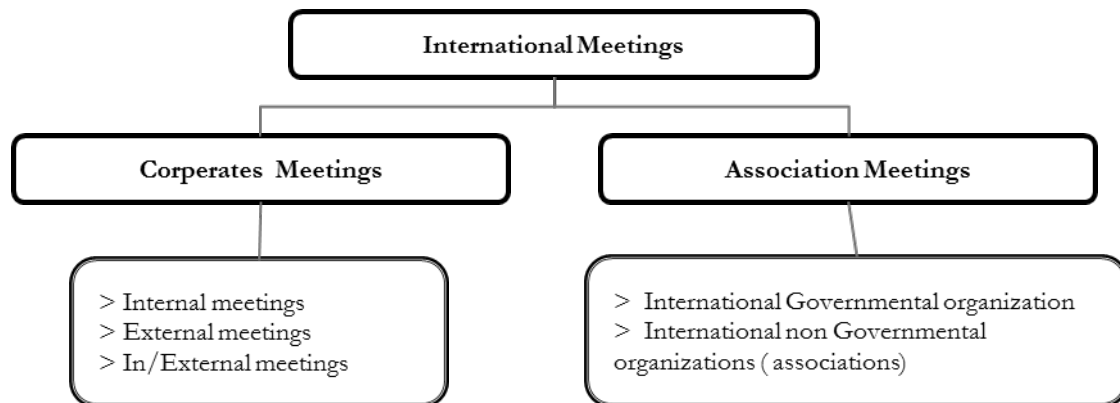 International Meetings
Corperates Meetings
Association Meetings
> Internal meetings
> External meetings
> In/External meetings
> International Governmental organization
> International non Governmental
organizations ( associations)